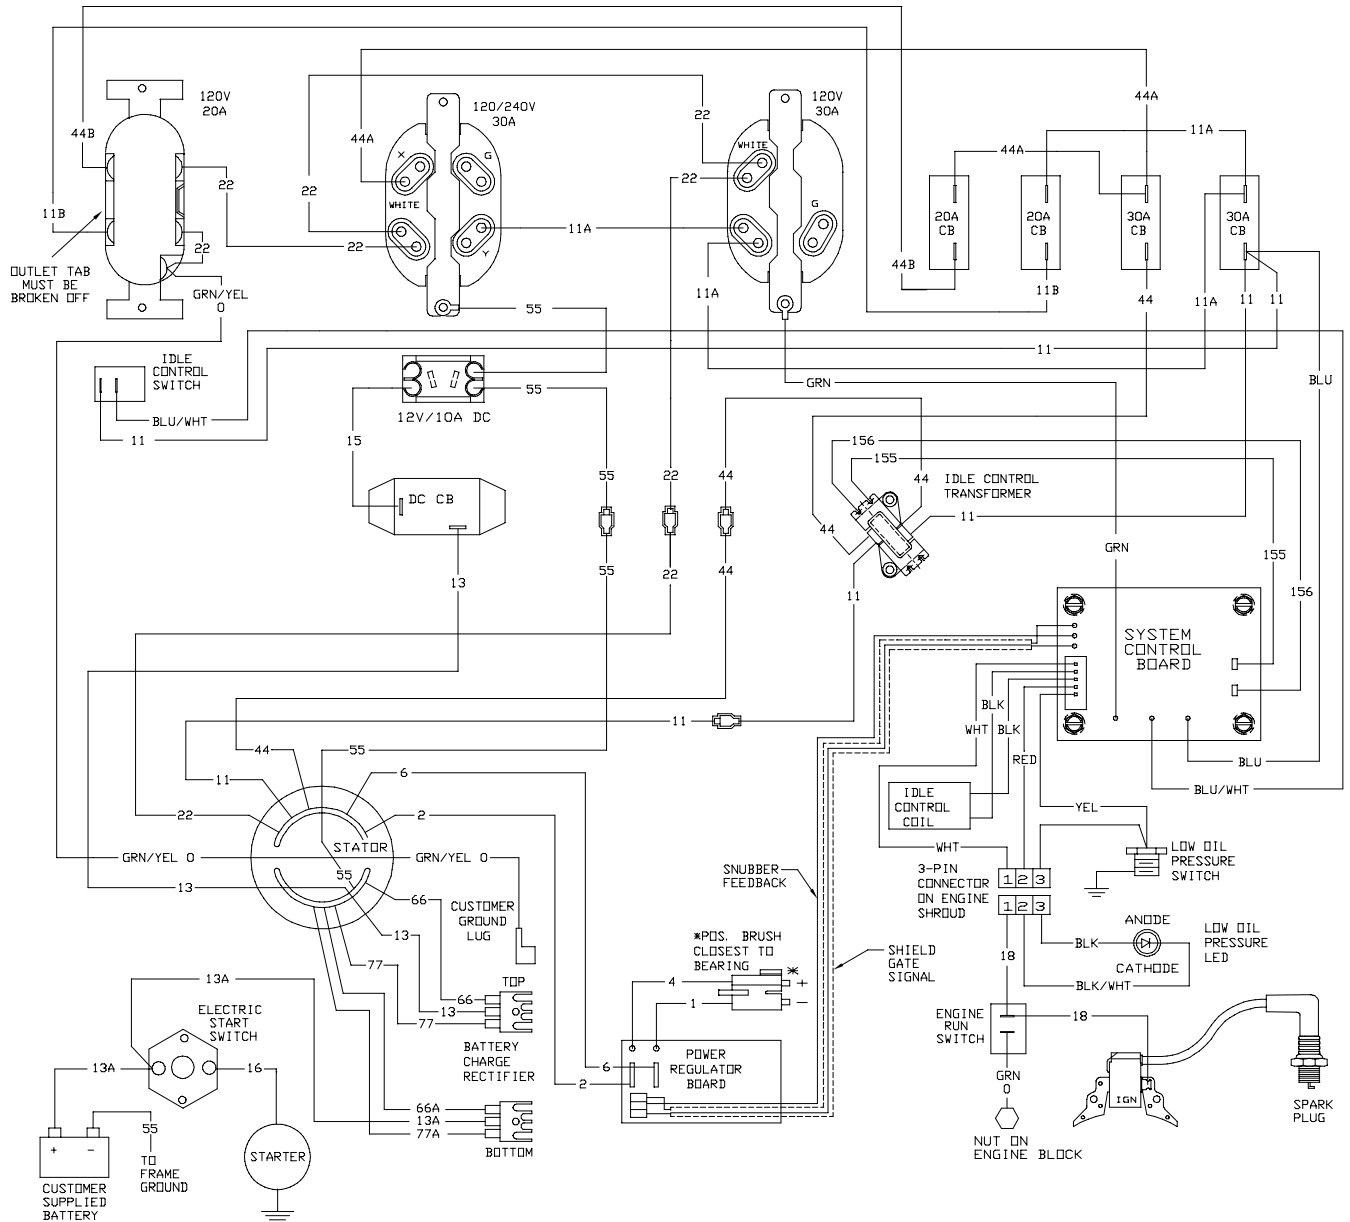 120V
20A
44B
22
11B
22
OUTLET TAB
MUST BE
BROKEN OFF
GRN/YEL
0
44A
22
120/240V
30A
X
G
WHITE
Y
22
11A
55
22
120V
30A
WHITE
22
G
11A
44A
44A
11A
20A
CB
20A
CB
30A
CB
30A
CB
44B
11B
44
11A
11
11
11
BLU
GRN
IDLE
CONTROL
SWITCH
BLU/WHT
11
55
12V/10A DC
15
DC CB
13
55
22
44
55
22
44
156
155
44
IDLE CONTROL
TRANSFORMER
11
44
11
GRN
155
156
SYSTEM
CONTROL
BOARD
11
BLK
WHT
BLK
RED
BLU
BLU/WHT
44
55
11
6
22
2
STATOR
GRN/YEL 0
GRN/YEL 0
55
13
66
13
77
CUSTOMER
GROUND
LUG
IDLE
CONTROL
COIL
YEL
WHT
LOW OIL
PRESSURE
SWITCH
SNUBBER
FEEDBACK
3-PIN
CONNECTOR
ON ENGINE
SHROUD
1 2 3
1 2 3
ANODE
BLK
CATHODE
BLK/WHT
LOW OIL
PRESSURE
LED
*POS. BRUSH
CLOSEST TO
BEARING
*
4
+
1
-
SHIELD
GATE
SIGNAL
18
13A
ELECTRIC
START
SWITCH
TOP
66
13
77
BATTERY
CHARGE
RECTIFIER
13A
16
6
2
POWER
REGULATOR
BOARD
ENGINE
RUN
SWITCH
18
GRN
0
IGN
SPARK
PLUG
66A
13A
77A
BOTTOM
55
+ -
TO
FRAME
GROUND
STARTER
NUT ON
ENGINE BLOCK
CUSTOMER
SUPPLIED
BATTERY